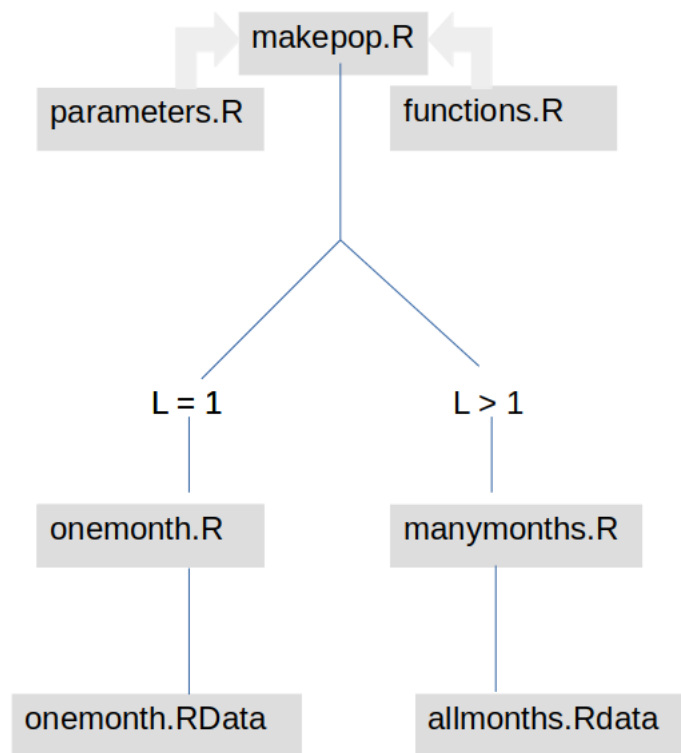 makepop.R
parameters.R
functions.R
L = 1
L > 1
onemonth.R
manymonths.R
onemonth.RData
allmonths.Rdata